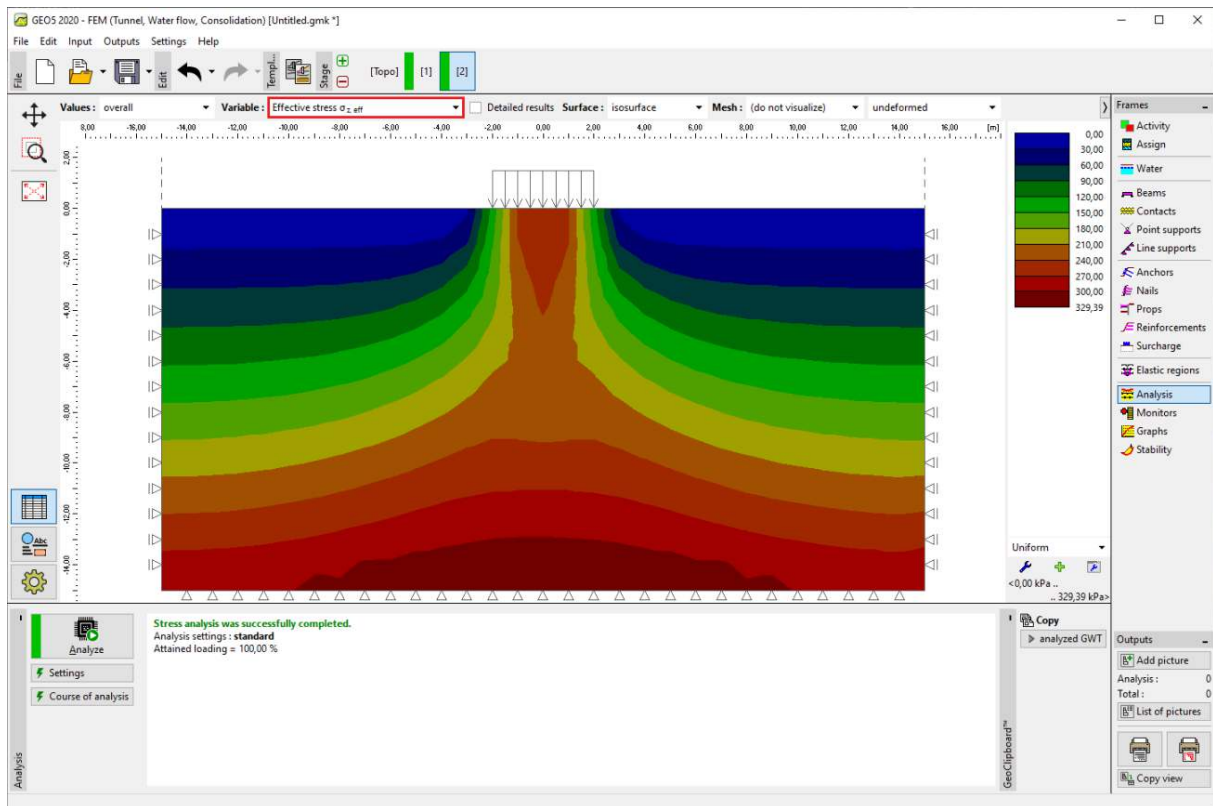 GEO5 2020 - FEM (Tunnel, Water flow, Consolidation) [Untitled.gmk *]
File Edit Input Outputs Settings Help
File
Edit
Templ...
Stage
[Topo] [1] [2]
Values : overall Variable : Effective stress σ z, eff Detailed results Surface : isosurface Mesh : (do not visualize) undeformed
8,00 -16,00 -14,00 -12,00 -10,00 -8,00 -6,00 -4,00 -2,00 0,00 2,00 4,00 6,00 8,00 10,00 12,00 14,00 16,00 [m]
2,00
0,00
-2,00
-4,00
-6,00
-8,00
-10,00
-12,00
-14,00
0,00
30,00
60,00
90,00
120,00
150,00
180,00
210,00
240,00
270,00
300,00
329,39
Uniform
<0,00 kPa ..
.. 329,39 kPa>
Abc
Frames
Activity
Assign
Water
Beams
Contacts
Point supports
Line supports
Anchors
Nails
Props
Reinforcements
Surcharge
Elastic regions
Analysis
Monitors
Graphs
Stability
Analyze
Settings
Course of analysis
Analysis
Stress analysis was successfully completed.
Analysis settings : standard
Attained loading = 100,00 %
GeoClipboard™
Copy
analyzed GWT
Outputs
Add picture
Analysis : 0
Total : 0
List of pictures
Copy view